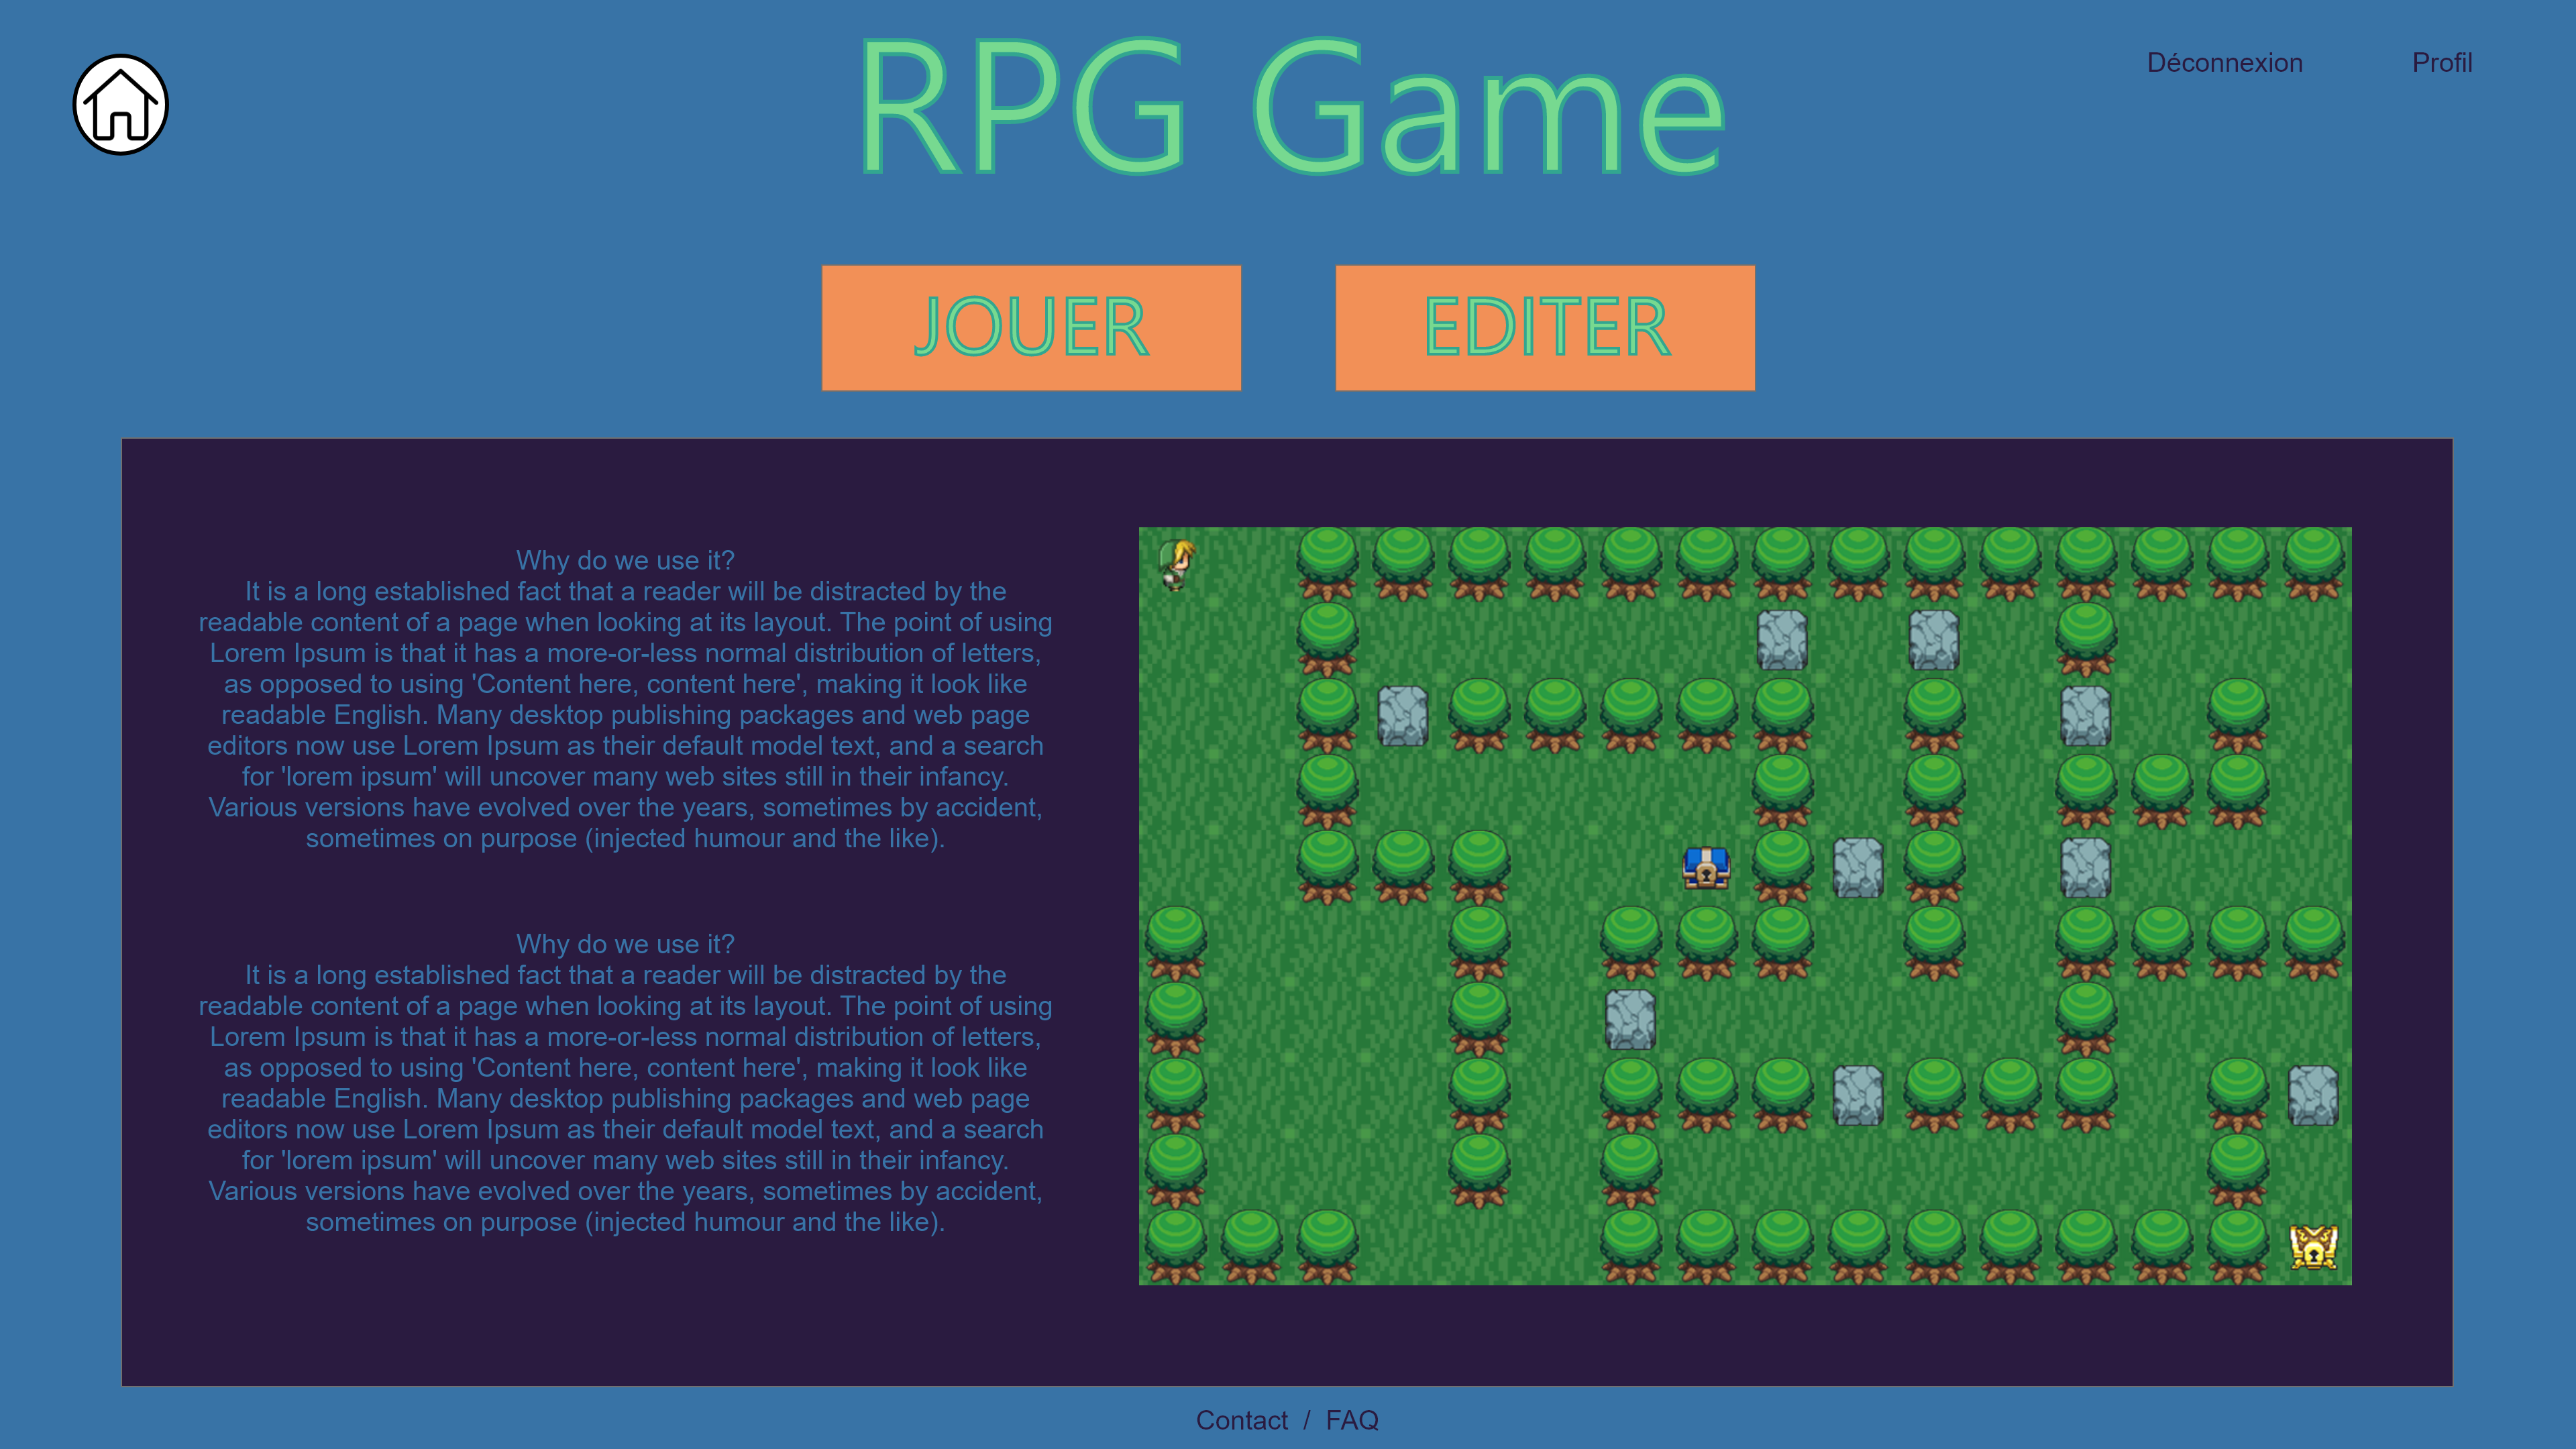 RPG Game
Déconnexion
Profil
JOUER
EDITER
Why do we use it?
It is a long established fact that a reader will be distracted by the
readable content of a page when looking at its layout. The point of using
Lorem Ipsum is that it has a more-or-less normal distribution of letters,
as opposed to using 'Content here, content here', making it look like
readable English. Many desktop publishing packages and web page
editors now use Lorem Ipsum as their default model text, and a search
for 'lorem ipsum' will uncover many web sites still in their infancy.
Various versions have evolved over the years, sometimes by accident,
sometimes on purpose (injected humour and the like).
Why do we use it?
It is a long established fact that a reader will be distracted by the
readable content of a page when looking at its layout. The point of using
Lorem Ipsum is that it has a more-or-less normal distribution of letters,
as opposed to using 'Content here, content here', making it look like
readable English. Many desktop publishing packages and web page
editors now use Lorem Ipsum as their default model text, and a search
for 'lorem ipsum' will uncover many web sites still in their infancy.
Various versions have evolved over the years, sometimes by accident,
sometimes on purpose (injected humour and the like).
Contact / FAQ